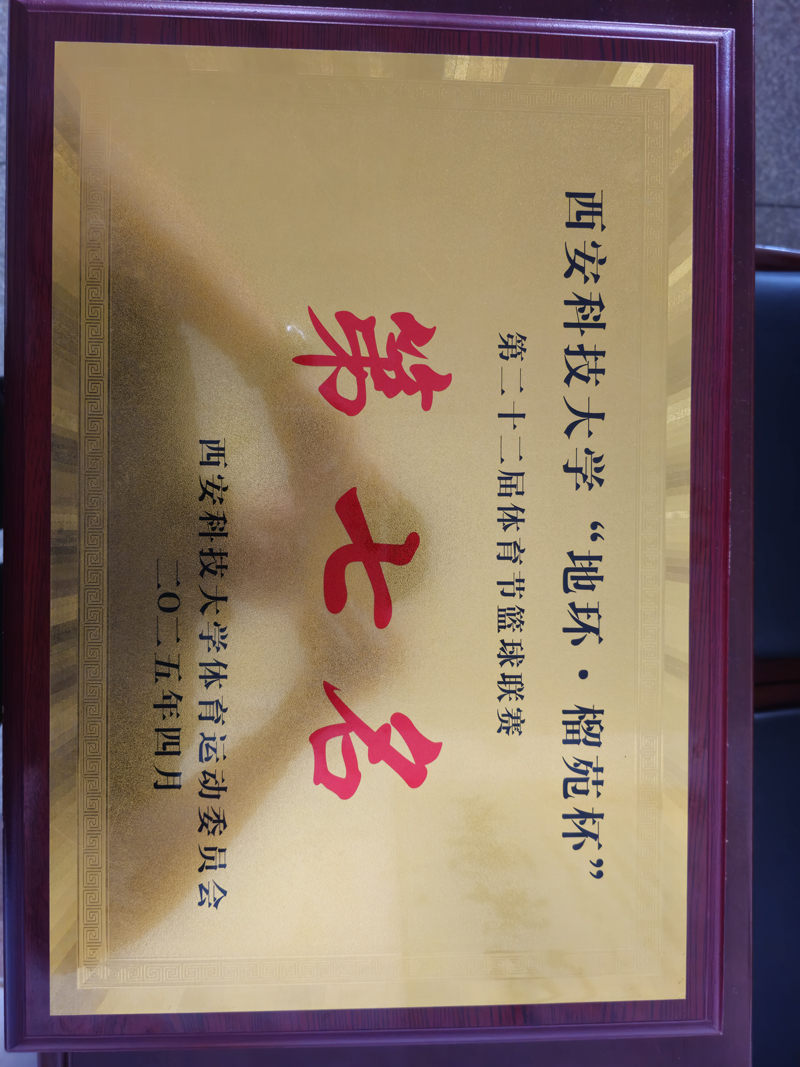 西安科技大学“地环·榴苑杯”
第二十二届体育节篮球联赛
第七名
西安科技大学体育运动委员会
二〇二五年四月